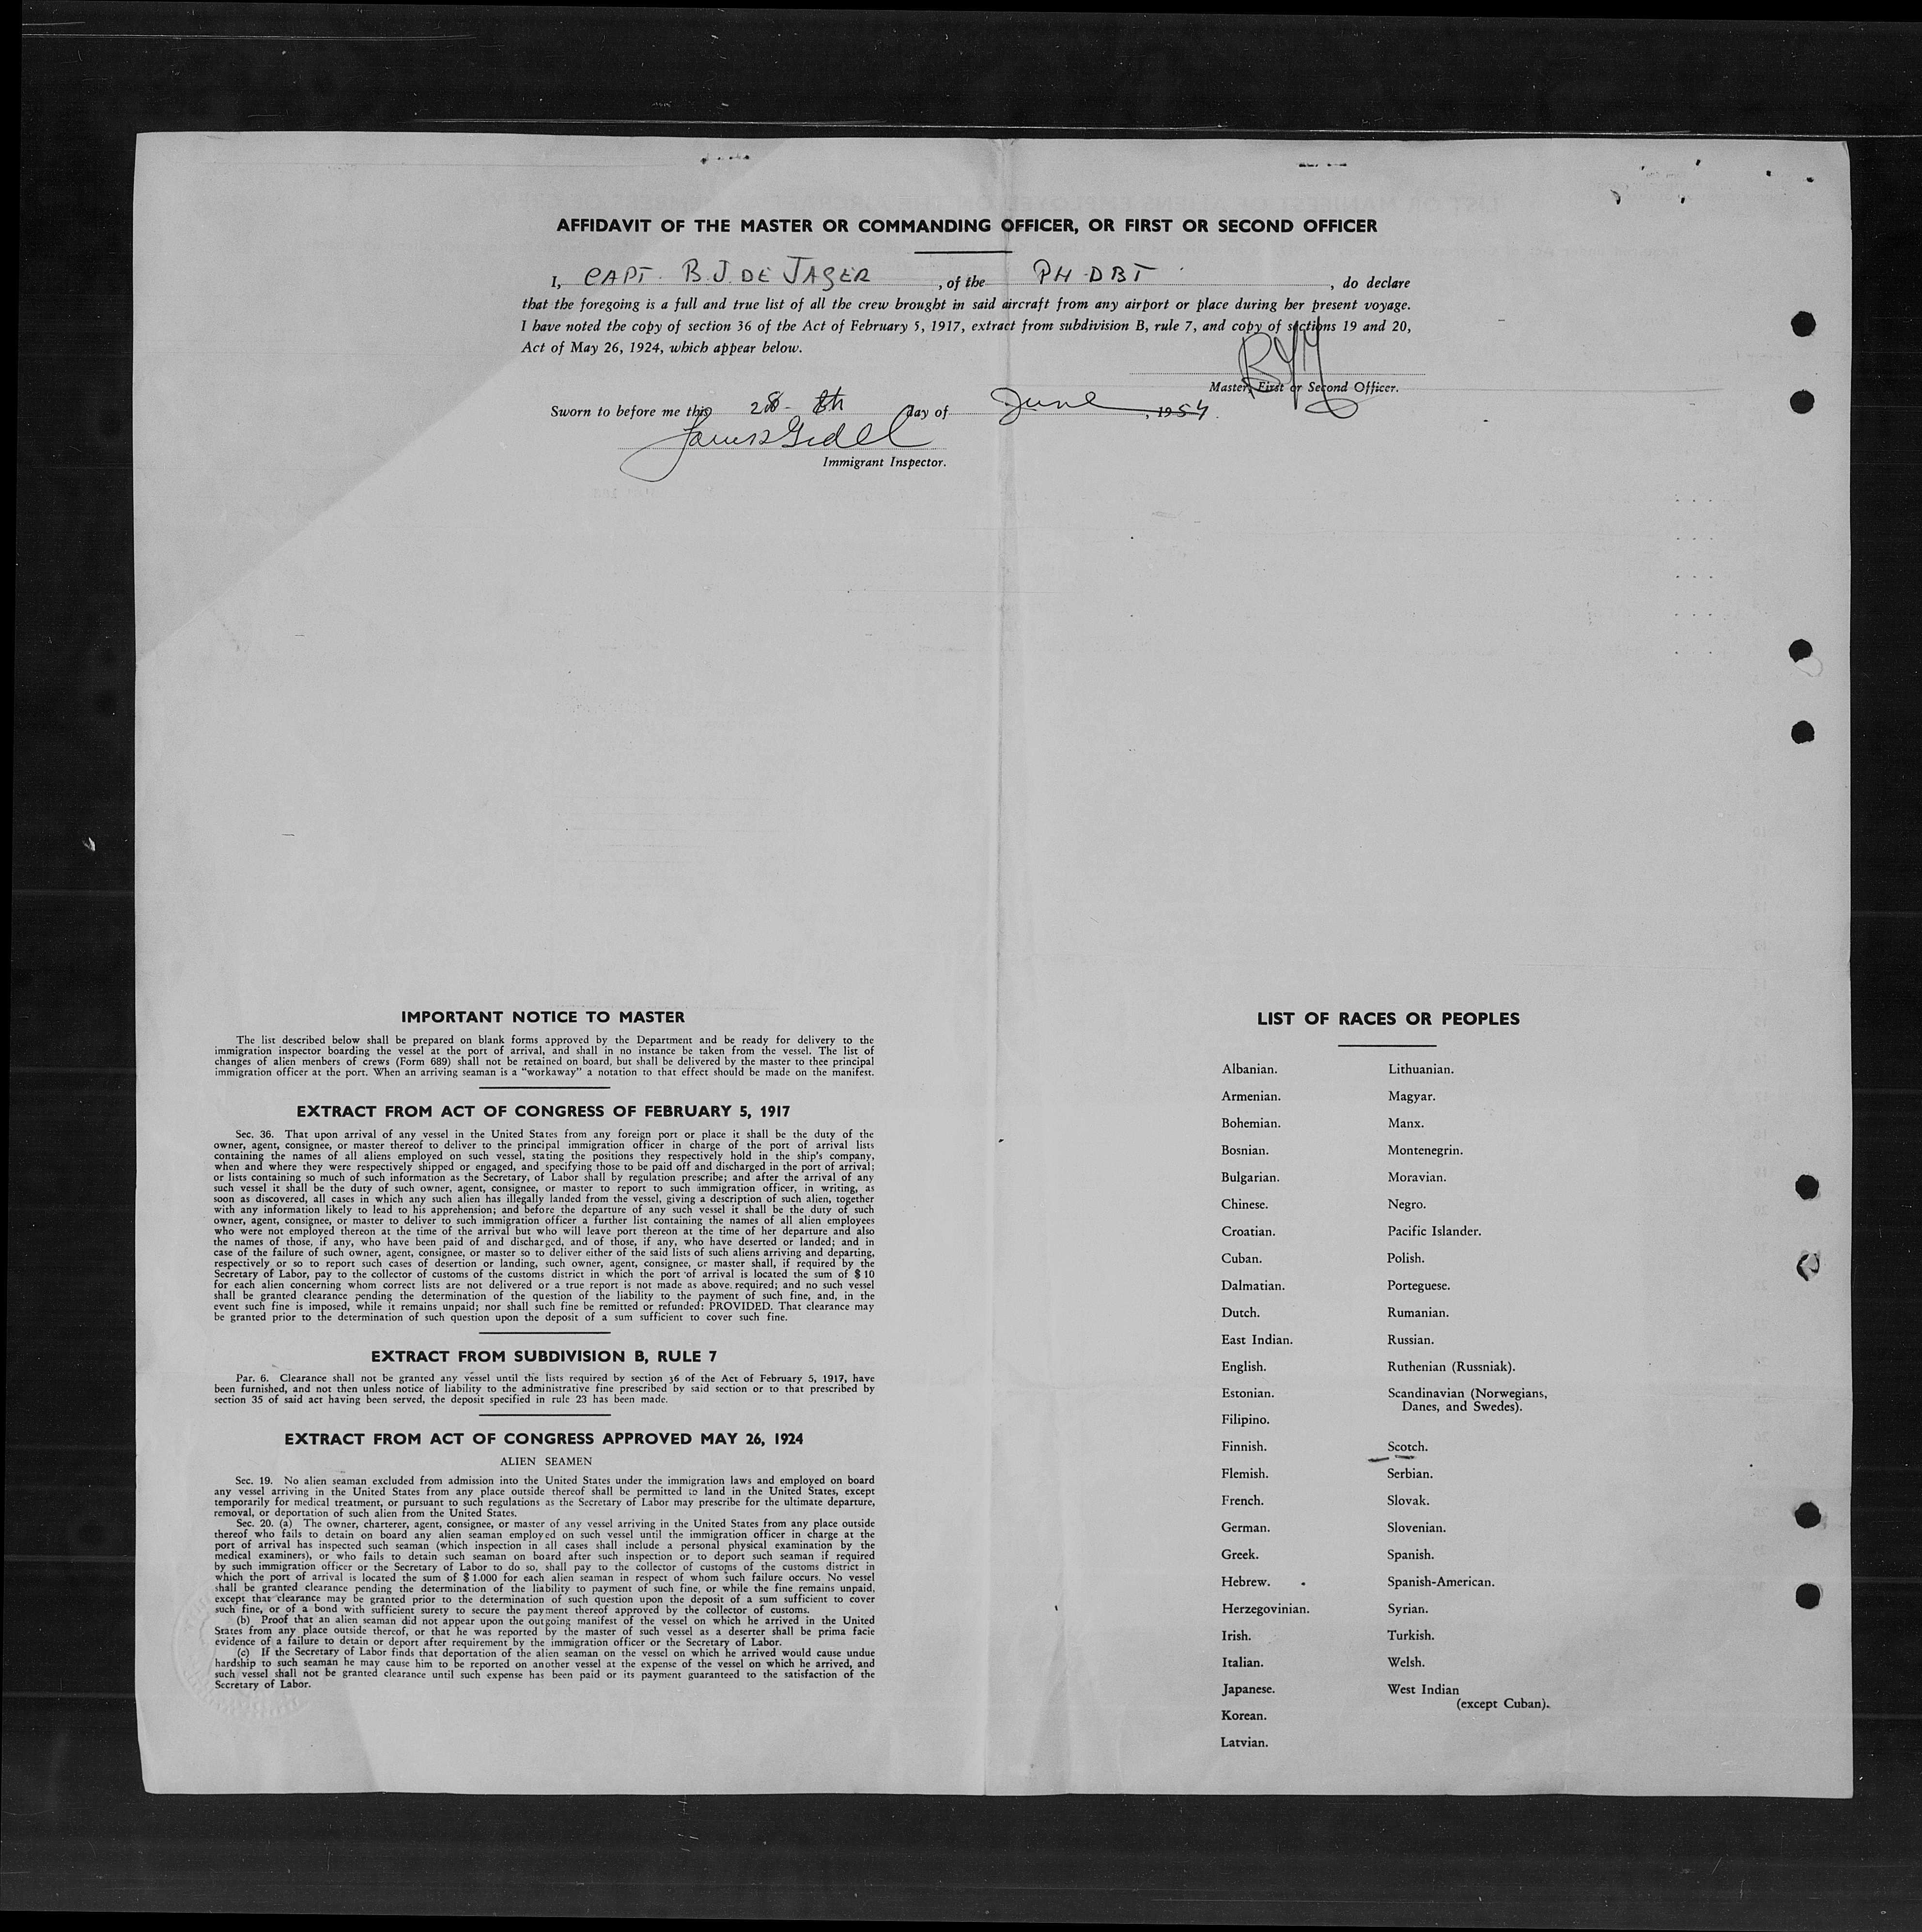 AFFIDAVIT OF THE MASTER OR COMMANDING OFFICER, OR FIRST OR SECOND OFFICER
I, CAPT. B.J. DE JAGER, of the PH-DBT, do declare
that the foregoing is a full and true list of all the crew brought in said aircraft from any airport or place during her present voyage.
I have noted the copy of section 36 of the Act of February 5, 1917, extract from subdivision B, rule 7, and copy of sections 19 and 20,
Act of May 26, 1924, which appear below.
Master, First or Second Officer.
Sworn to before me this 28-th day of June, 1954.
Immigrant Inspector.
IMPORTANT NOTICE TO MASTER
The list described below shall be prepared on blank forms approved by the Department and be ready for delivery to the
immigration inspector boarding the vessel at the port of arrival, and shall in no instance be taken from the vessel. The list of
changes of alien menbers of crews (Form 689) shall not be retained on board, but shall be delivered by the master to thee principal
immigration officer at the port. When an arriving seaman is a "workaway" a notation to that effect should be made on the manifest.
EXTRACT FROM ACT OF CONGRESS OF FEBRUARY 5, 1917
Sec. 36. That upon arrival of any vessel in the United States from any foreign port or place it shall be the duty of the
owner, agent, consignee, or master thereof to deliver to the principal immigration officer in charge of the port of arrival lists
containing the names of all aliens employed on such vessel, stating the positions they respectively hold in the ship's company,
when and where they were respectively shipped or engaged, and specifying those to be paid off and discharged in the port of arrival;
or lists containing so much of such information as the Secretary, of Labor shall by regulation prescribe; and after the arrival of any
such vessel it shall be the duty of such owner, agent, consignee, or master to report to such immigration officer, in writing, as
soon as discovered, all cases in which any such alien has illegally landed from the vessel, giving a description of such alien, together
with any information likely to lead to his apprehension; and before the departure of any such vessel it shall be the duty of such
owner, agent, consignee, or master to deliver to such immigration officer a further list containing the names of all alien employees
who were not employed thereon at the time of the arrival but who will leave port thereon at the time of her departure and also
the names of those, if any, who have been paid of and discharged, and of those, if any, who have deserted or landed; and in
case of the failure of such owner, agent, consignee, or master so to deliver either of the said lists of such aliens arriving and departing,
respectively or so to report such cases of desertion or landing, such owner, agent, consignee, or master shall, if required by the
Secretary of Labor, pay to the collector of customs of the customs district in which the port of arrival is located the sum of $ 10
for each alien concerning whom correct lists are not delivered or a true report is not made as above required; and no such vessel
shall be granted clearance pending the determination of the question of the liability to the payment of such fine, and, in the
event such fine is imposed, while it remains unpaid; nor shall such fine be remitted or refunded: PROVIDED. That clearance may
be granted prior to the determination of such question upon the deposit of a sum sufficient to cover such fine.
EXTRACT FROM SUBDIVISION B, RULE 7
Par. 6. Clearance shall not be granted any vessel until the lists required by section 36 of the Act of February 5, 1917, have
been furnished, and not then unless notice of liability to the administrative fine prescribed by said section or to that prescribed by
section 35 of said act having been served, the deposit specified in rule 23 has been made.
EXTRACT FROM ACT OF CONGRESS APPROVED MAY 26, 1924
ALIEN SEAMEN
Sec. 19. No alien seaman excluded from admission into the United States under the immigration laws and employed on board
any vessel arriving in the United States from any place outside thereof shall be permitted to land in the United States, except
temporarily for medical treatment, or pursuant to such regulations as the Secretary of Labor may prescribe for the ultimate departure,
removal, or deportation of such alien from the United States.
Sec. 20. (a) The owner, charterer, agent, consignee, or master of any vessel arriving in the United States from any place outside
thereof who fails to detain on board any alien seaman employed on such vessel until the immigration officer in charge at the
port of arrival has inspected such seaman (which inspection in all cases shall include a personal physical examination by the
medical examiners), or who fails to detain such seaman on board after such inspection or to deport such seaman if required
by such immigration officer or the Secretary of Labor to do so, shall pay to the collector of customs of the customs district in
which the port of arrival is located the sum of $ 1.000 for each alien seaman in respect of whom such failure occurs. No vessel
shall be granted clearance pending the determination of the liability to payment of such fine, or while the fine remains unpaid,
except that clearance may be granted prior to the determination of such question upon the deposit of a sum sufficient to cover
such fine, or of a bond with sufficient surety to secure the payment thereof approved by the collector of customs.
(b) Proof that an alien seaman did not appear upon the outgoing manifest of the vessel on which he arrived in the United
States from any place outside thereof, or that he was reported by the master of such vessel as a deserter shall be prima facie
evidence of a failure to detain or deport after requirement by the immigration officer or the Secretary of Labor.
(c) If the Secretary of Labor finds that deportation of the alien seaman on the vessel on which he arrived would cause undue
hardship to such seaman he may cause him to be reported on another vessel at the expense of the vessel on which he arrived, and
such vessel shall not be granted clearance until such expense has been paid or its payment guaranteed to the satisfaction of the
Secretary of Labor.
LIST OF RACES OR PEOPLES
Albanian.
Armenian.
Bohemian.
Bosnian.
Bulgarian.
Chinese.
Croatian.
Cuban.
Dalmatian.
Dutch.
East Indian.
English.
Estonian.
Filipino.
Finnish.
Flemish.
French.
German.
Greek.
Hebrew.
Herzegovinian.
Irish.
Italian.
Japanese.
Korean.
Latvian.
Lithuanian.
Magyar.
Manx.
Montenegrin.
Moravian.
Negro.
Pacific Islander.
Polish.
Porteguese.
Rumanian.
Russian.
Ruthenian (Russniak).
Scandinavian (Norwegians,
Danes, and Swedes).
Scotch.
Serbian.
Slovak.
Slovenian.
Spanish.
Spanish-American.
Syrian.
Turkish.
Welsh.
West Indian
(except Cuban).